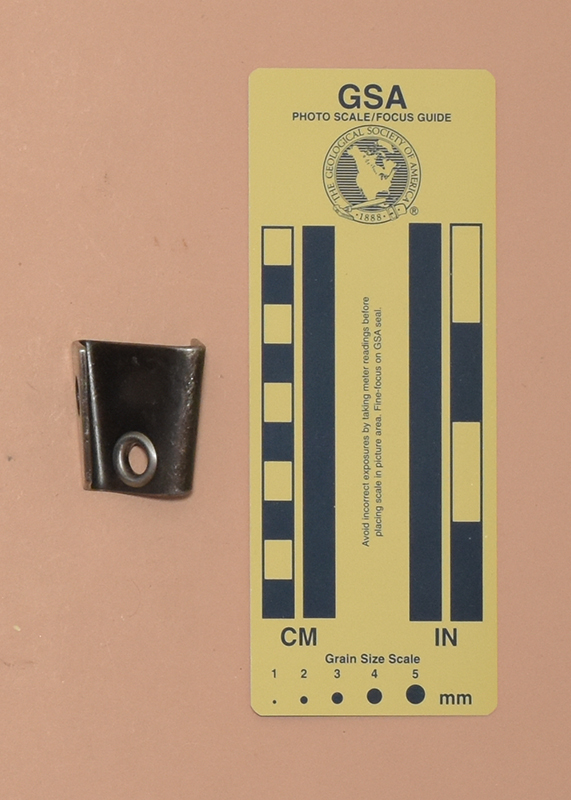 GSA
PHOTO SCALE/FOCUS GUIDE
THE GEOLOGICAL SOCIETY OF AMERICA
·1888·
®
Avoid incorrect exposures by taking meter readings before
placing scale in picture area. Fine-focus on GSA seal.
CM IN
Grain Size Scale
1 2 3 4 5
mm